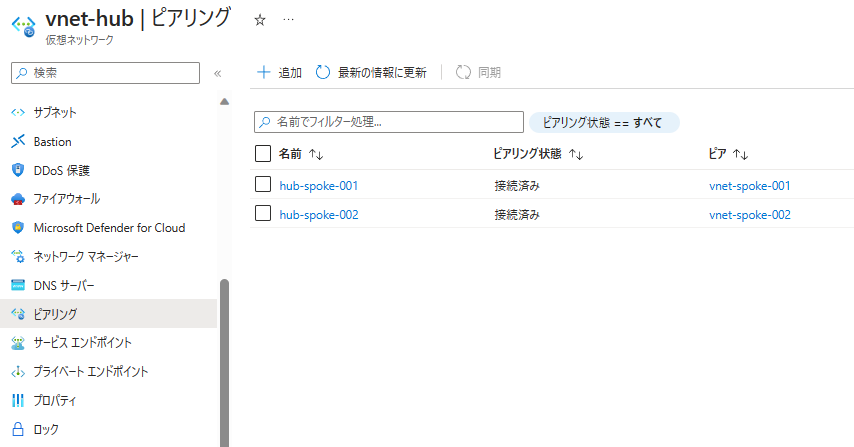 vnet-hub | ピアリング
仮想ネットワーク
検索
サブネット
Bastion
DDoS 保護
ファイアウォール
Microsoft Defender for Cloud
ネットワーク マネージャー
DNS サーバー
ピアリング
サービス エンドポイント
プライベート エンドポイント
プロパティ
ロック
追加 最新の情報に更新 同期
名前でフィルター処理... ピアリング状態 == すべて
名前 ピアリング状態 ピア
hub-spoke-001 接続済み vnet-spoke-001
hub-spoke-002 接続済み vnet-spoke-002